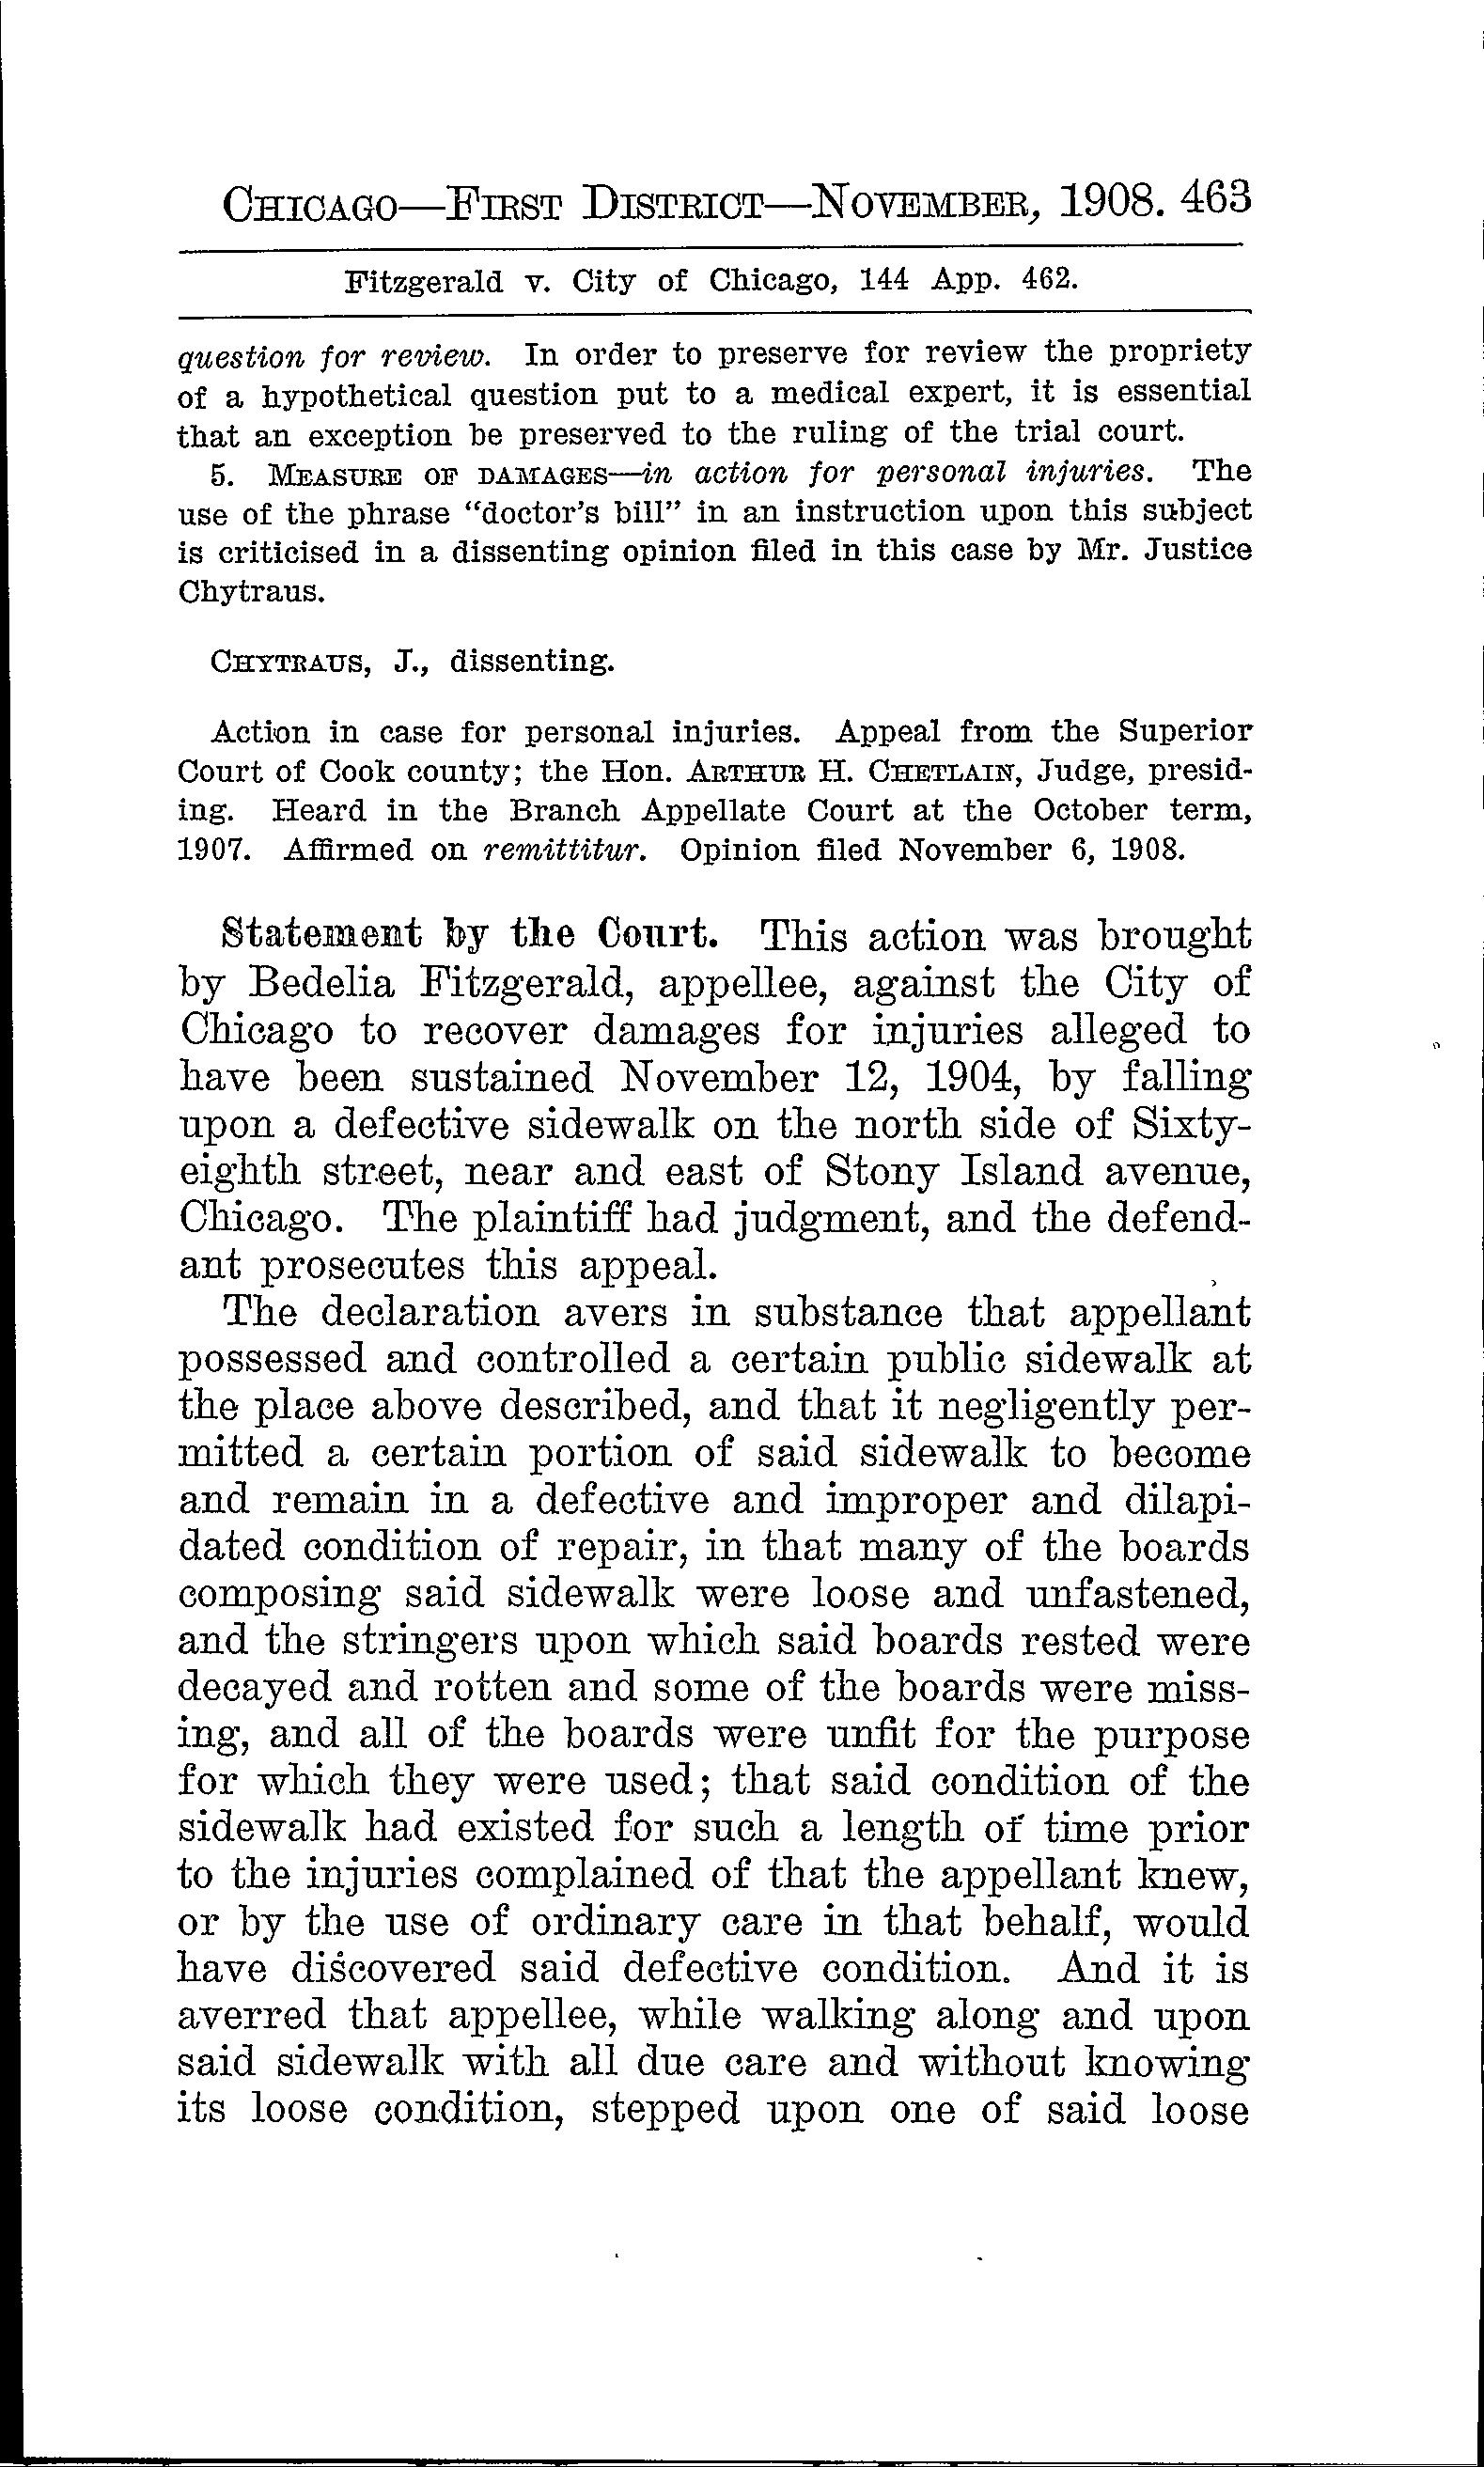 CHICAGO—FIRST DISTRICT—NOVEMBER, 1908. 463
Fitzgerald v. City of Chicago, 144 App. 462.
question for review. In order to preserve for review the propriety
of a hypothetical question put to a medical expert, it is essential
that an exception be preserved to the ruling of the trial court.
5. MEASURE OF DAMAGES—in action for personal injuries. The
use of the phrase “doctor's bill” in an instruction upon this subject
is criticised in a dissenting opinion filed in this case by Mr. Justice
Chytraus.
CHYTRAUS, J., dissenting.
Action in case for personal injuries. Appeal from the Superior
Court of Cook county; the Hon. ARTHUR H. CHETLAIN, Judge, presid-
ing. Heard in the Branch Appellate Court at the October term,
1907. Affirmed on remittitur. Opinion filed November 6, 1908.
Statement by the Court. This action was brought
by Bedelia Fitzgerald, appellee, against the City of
Chicago to recover damages for injuries alleged to
have been sustained November 12, 1904, by falling
upon a defective sidewalk on the north side of Sixty-
eighth street, near and east of Stony Island avenue,
Chicago. The plaintiff had judgment, and the defend-
ant prosecutes this appeal.
The declaration avers in substance that appellant
possessed and controlled a certain public sidewalk at
the place above described, and that it negligently per-
mitted a certain portion of said sidewalk to become
and remain in a defective and improper and dilapi-
dated condition of repair, in that many of the boards
composing said sidewalk were loose and unfastened,
and the stringers upon which said boards rested were
decayed and rotten and some of the boards were miss-
ing, and all of the boards were unfit for the purpose
for which they were used; that said condition of the
sidewalk had existed for such a length of time prior
to the injuries complained of that the appellant knew,
or by the use of ordinary care in that behalf, would
have discovered said defective condition. And it is
averred that appellee, while walking along and upon
said sidewalk with all due care and without knowing
its loose condition, stepped upon one of said loose